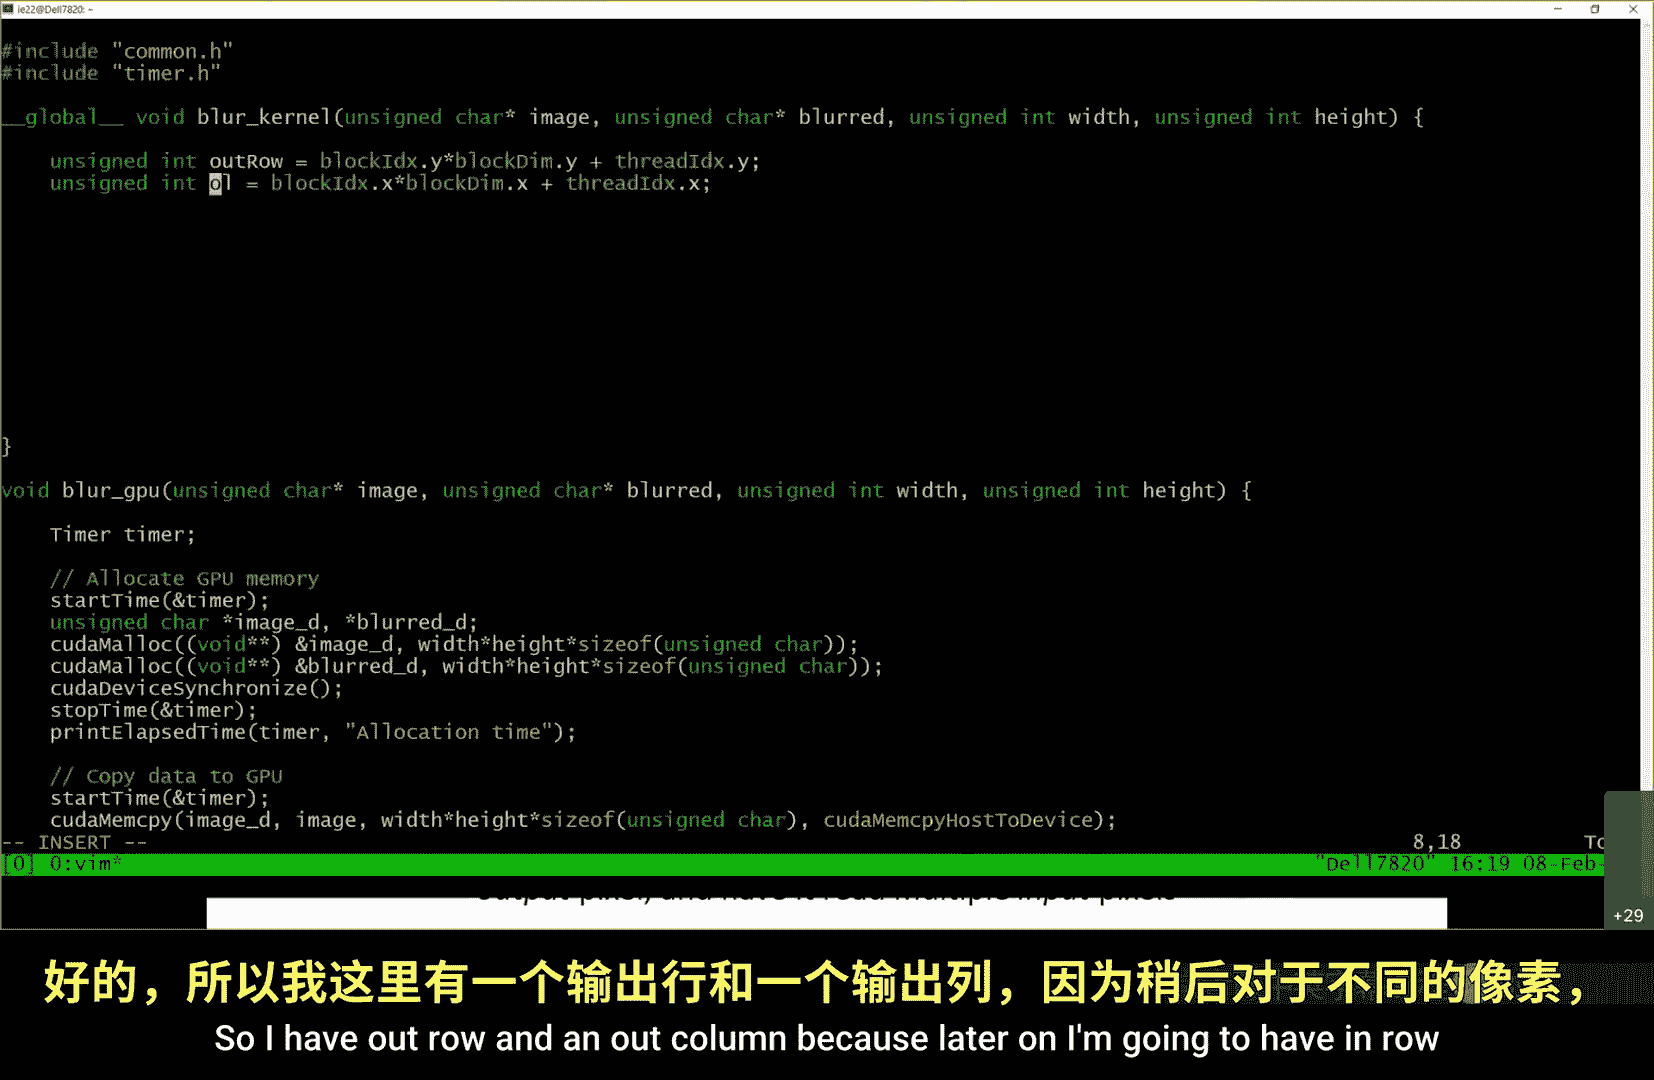 ie22@Dell7820: ~
#include "common.h"
#include "timer.h"
__global__ void blur_kernel(unsigned char* image, unsigned char* blurred, unsigned int width, unsigned int height) {
unsigned int outRow = blockIdx.y*blockDim.y + threadIdx.y;
unsigned int ol = blockIdx.x*blockDim.x + threadIdx.x;
}
void blur_gpu(unsigned char* image, unsigned char* blurred, unsigned int width, unsigned int height) {
Timer timer;
// Allocate GPU memory
startTime(&timer);
unsigned char *image_d, *blurred_d;
cudaMalloc((void**) &image_d, width*height*sizeof(unsigned char));
cudaMalloc((void**) &blurred_d, width*height*sizeof(unsigned char));
cudaDeviceSynchronize();
stopTime(&timer);
printElapsedTime(timer, "Allocation time");
// Copy data to GPU
startTime(&timer);
cudaMemcpy(image_d, image, width*height*sizeof(unsigned char), cudaMemcpyHostToDevice);
-- INSERT -- 8,18 To
[0] 0:vim* "Dell7820" 16:19 08-Feb-
+29
好的，所以我这里有一个输出行和一个输出列，因为稍后对于不同的像素，
So I have out row and an out column because later on I'm going to have in row